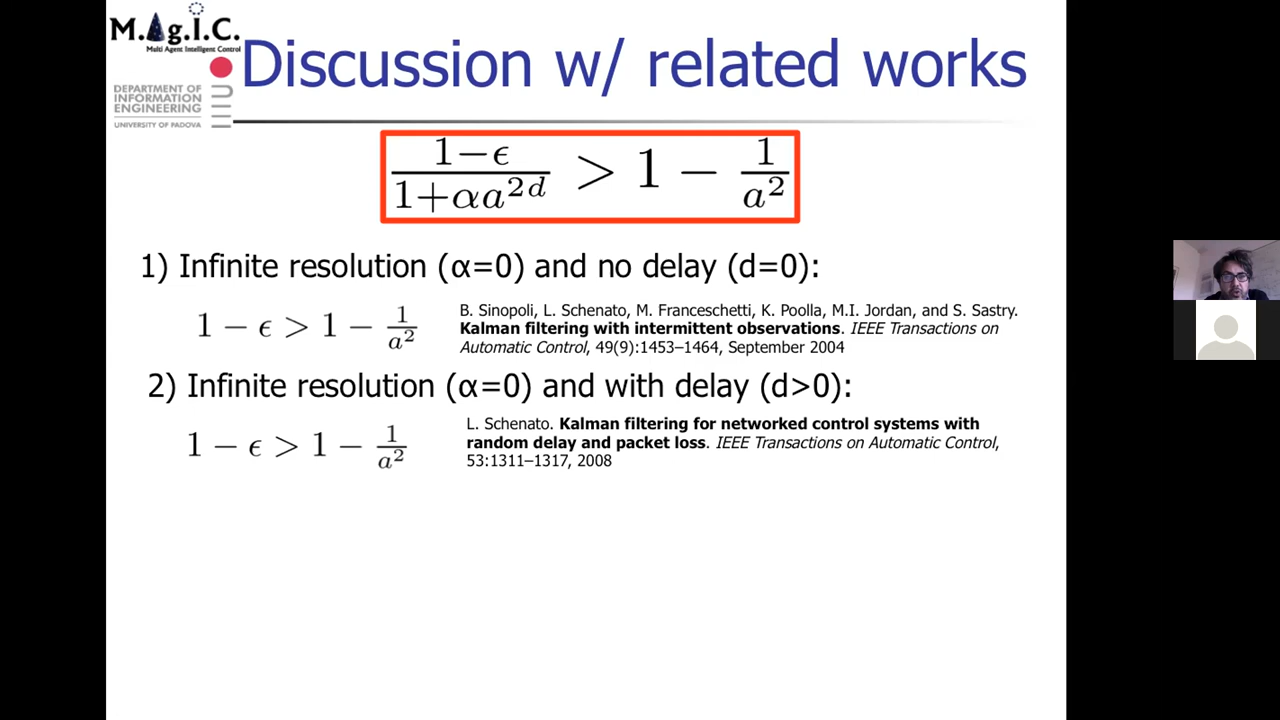 M.A.g.I.C.
Multi Agent Intelligent Control
DEPARTMENT OF
INFORMATION
ENGINEERING
UNIVERSITY OF PADOVA
Discussion w/ related works
(1−ϵ)/(1+αa^{2d}) > 1 − 1/a^2
1) Infinite resolution (α=0) and no delay (d=0):
1 − ϵ > 1 − 1/a^2
B. Sinopoli, L. Schenato, M. Franceschetti, K. Poolla, M.I. Jordan, and S. Sastry.
Kalman filtering with intermittent observations. IEEE Transactions on
Automatic Control, 49(9):1453–1464, September 2004
2) Infinite resolution (α=0) and with delay (d>0):
1 − ϵ > 1 − 1/a^2
L. Schenato. Kalman filtering for networked control systems with
random delay and packet loss. IEEE Transactions on Automatic Control,
53:1311–1317, 2008